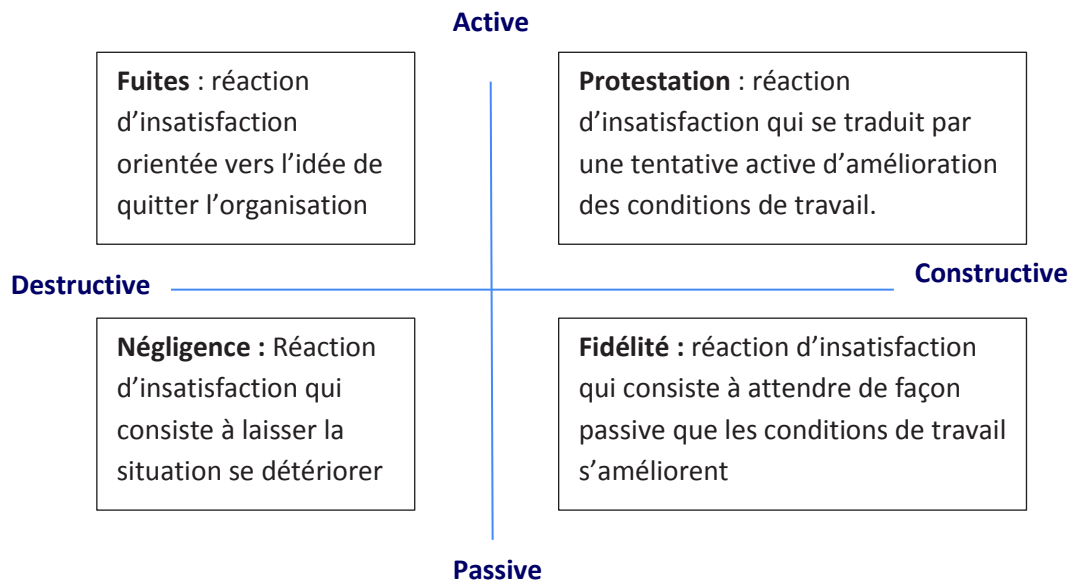 Active
Fuites : réaction
d’insatisfaction
orientée vers l’idée de
quitter l’organisation
Protestation : réaction
d’insatisfaction qui se traduit par
une tentative active d’amélioration
des conditions de travail.
Destructive
Constructive
Négligence : Réaction
d’insatisfaction qui
consiste à laisser la
situation se détériorer
Fidélité : réaction d’insatisfaction
qui consiste à attendre de façon
passive que les conditions de travail
s’améliorent
Passive